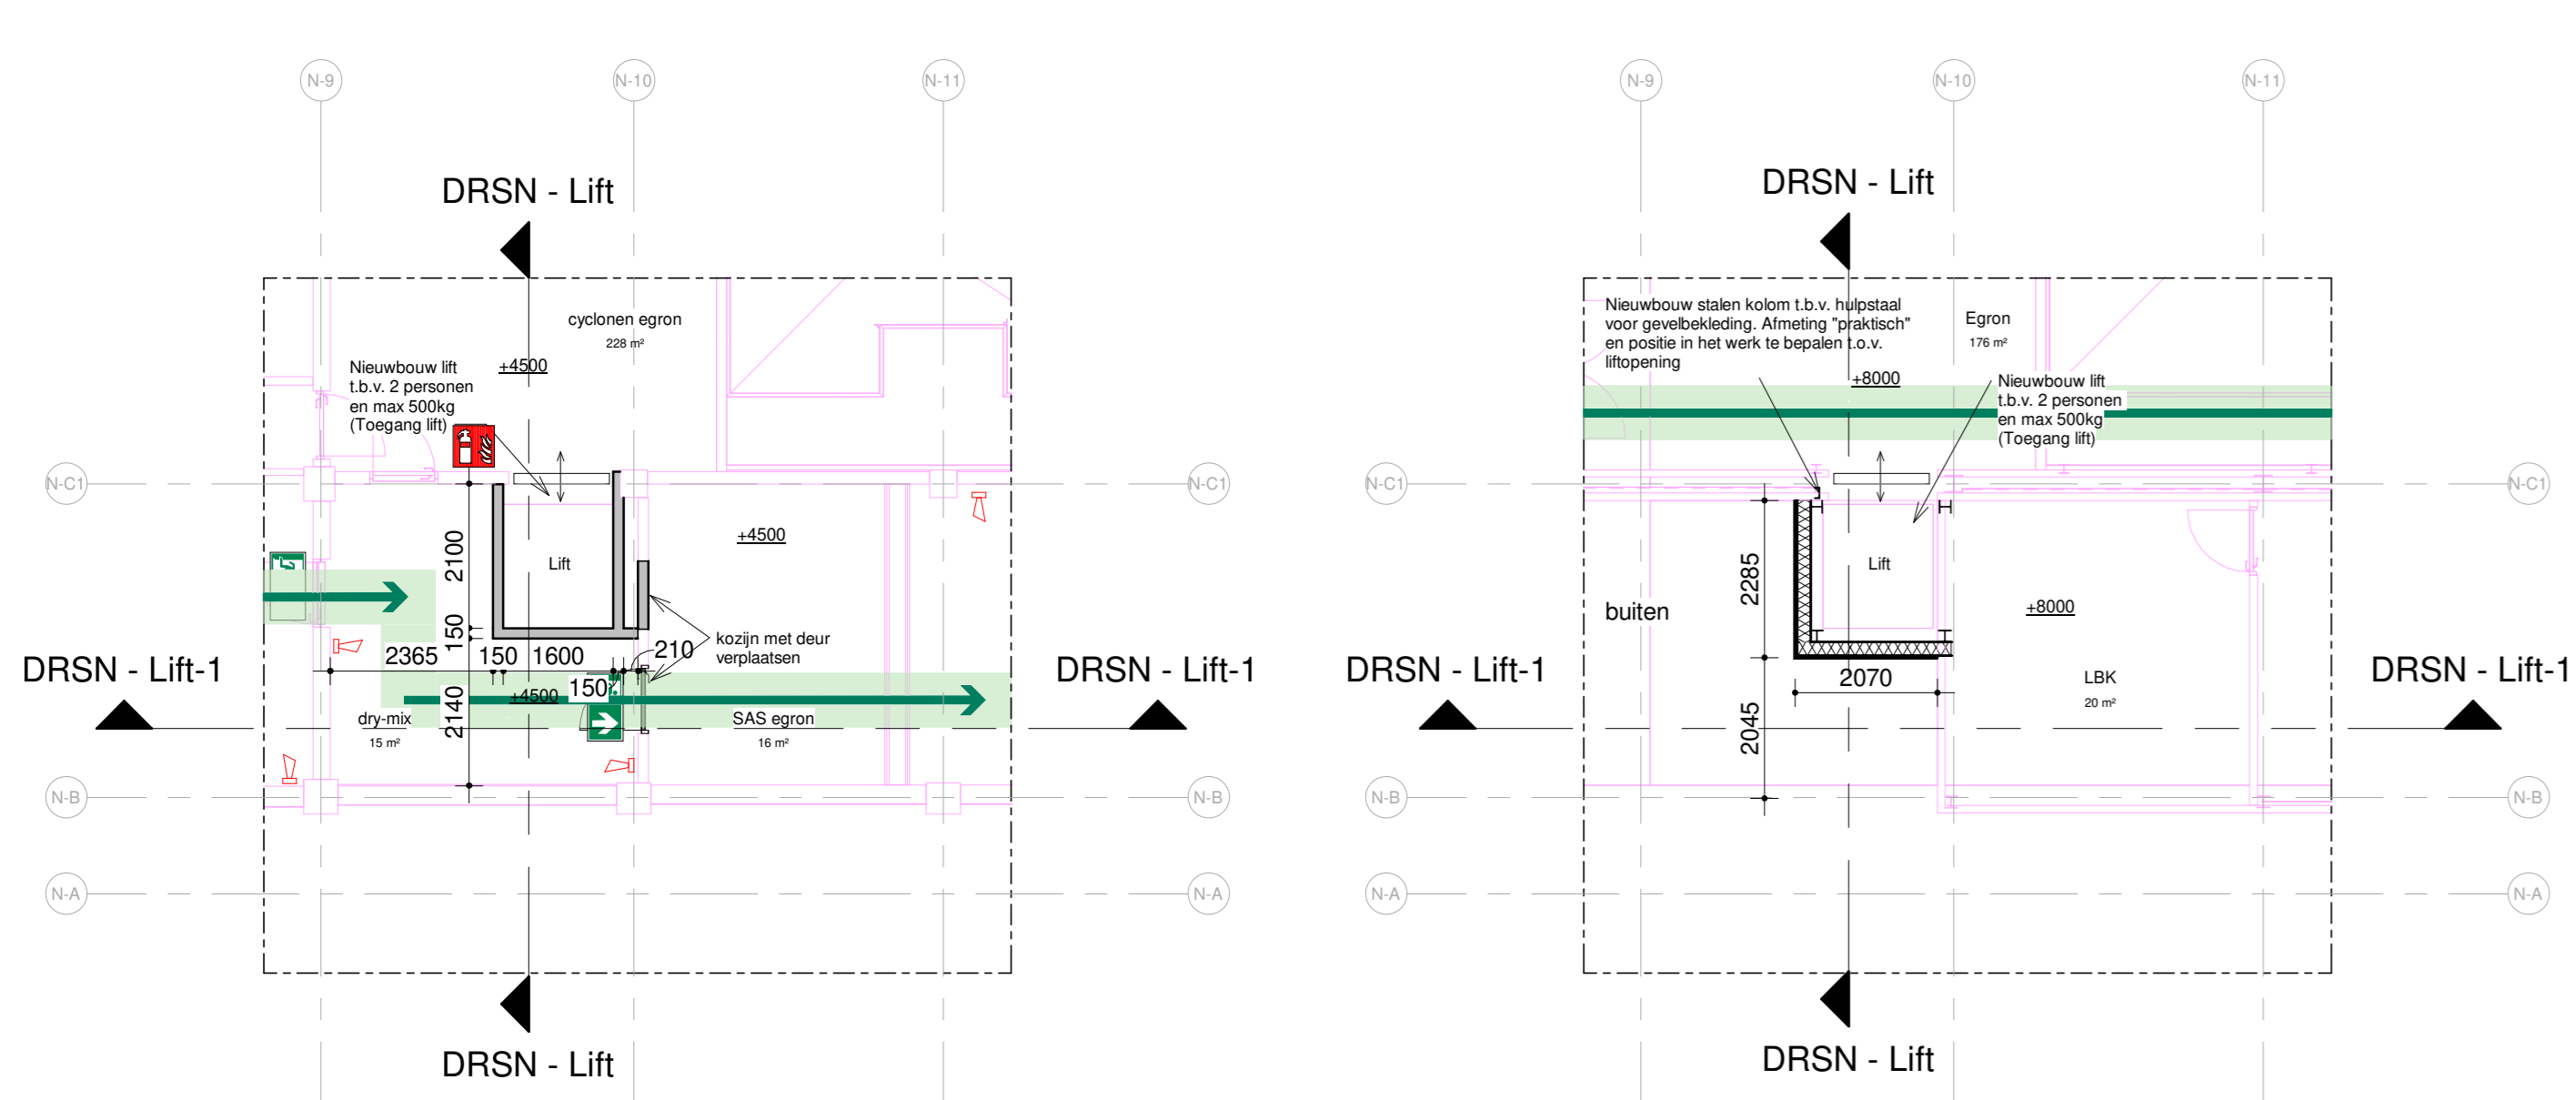 N-9
N-10
N-11
DRSN - Lift
cyclonen egron
228 m²
+4500
Nieuwbouw lift
t.b.v. 2 personen
en max 500kg
(Toegang lift)
N-C1
N-C1
+4500
2100
Lift
150
kozijn met deur
verplaatsen
2365
150
1600
210
DRSN - Lift-1
DRSN - Lift-1
150
+4500
2140
dry-mix
15 m²
SAS egron
16 m²
N-B
N-B
N-A
N-A
DRSN - Lift
N-9
N-10
N-11
DRSN - Lift
Nieuwbouw stalen kolom t.b.v. hulpstaal
voor gevelbekleding. Afmeting "praktisch"
en positie in het werk te bepalen t.o.v.
liftopening
Egron
176 m²
+8000
Nieuwbouw lift
t.b.v. 2 personen
en max 500kg
(Toegang lift)
N-C1
N-C1
2285
Lift
buiten
+8000
DRSN - Lift-1
DRSN - Lift-1
2070
LBK
20 m²
2045
N-B
N-B
N-A
N-A
DRSN - Lift